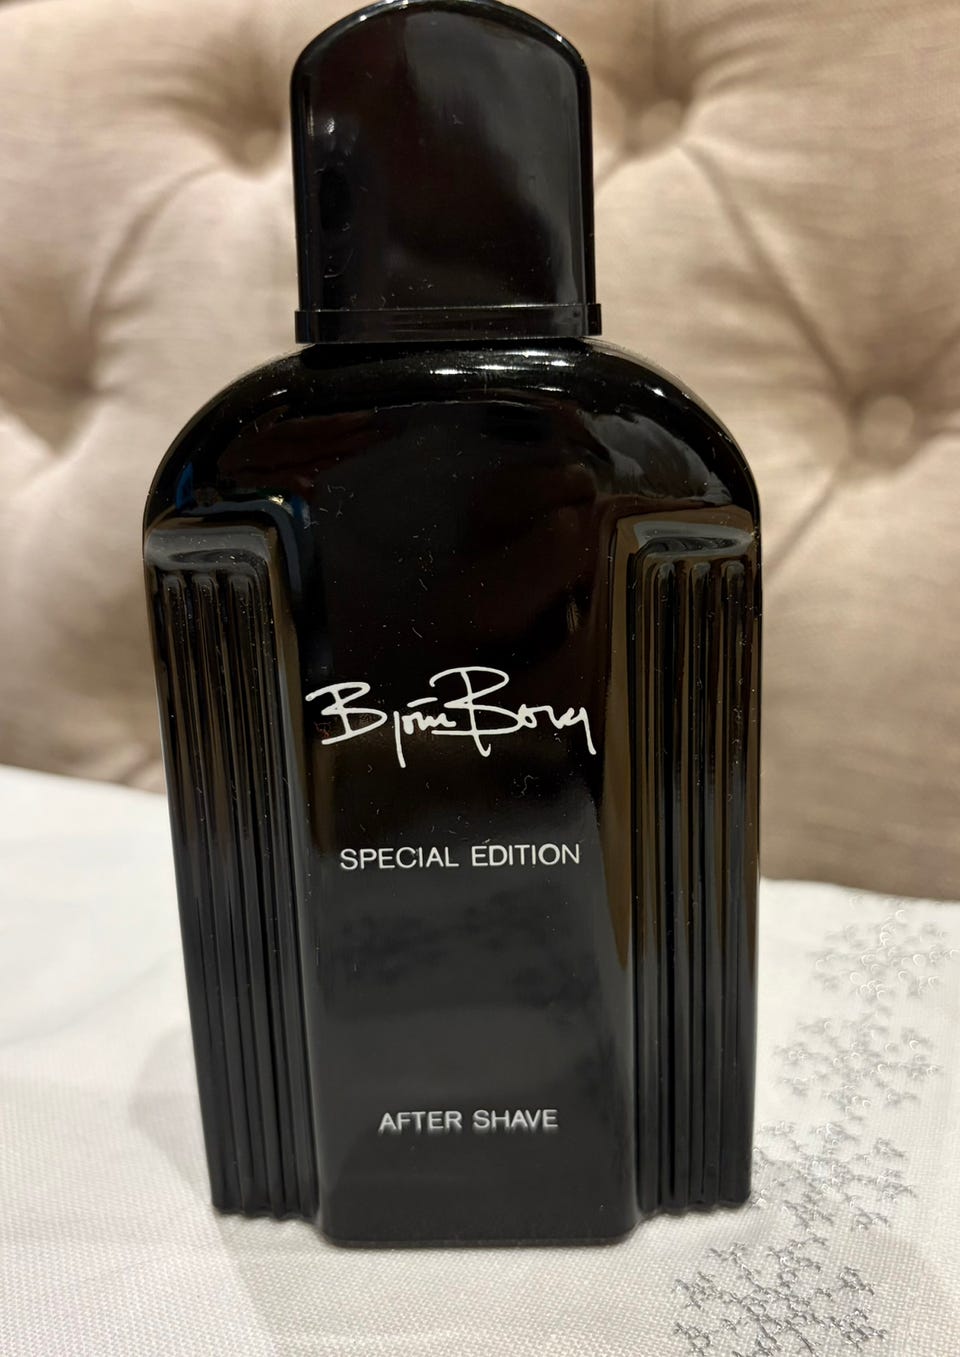 Björn Borg
SPECIAL EDITION
AFTER SHAVE